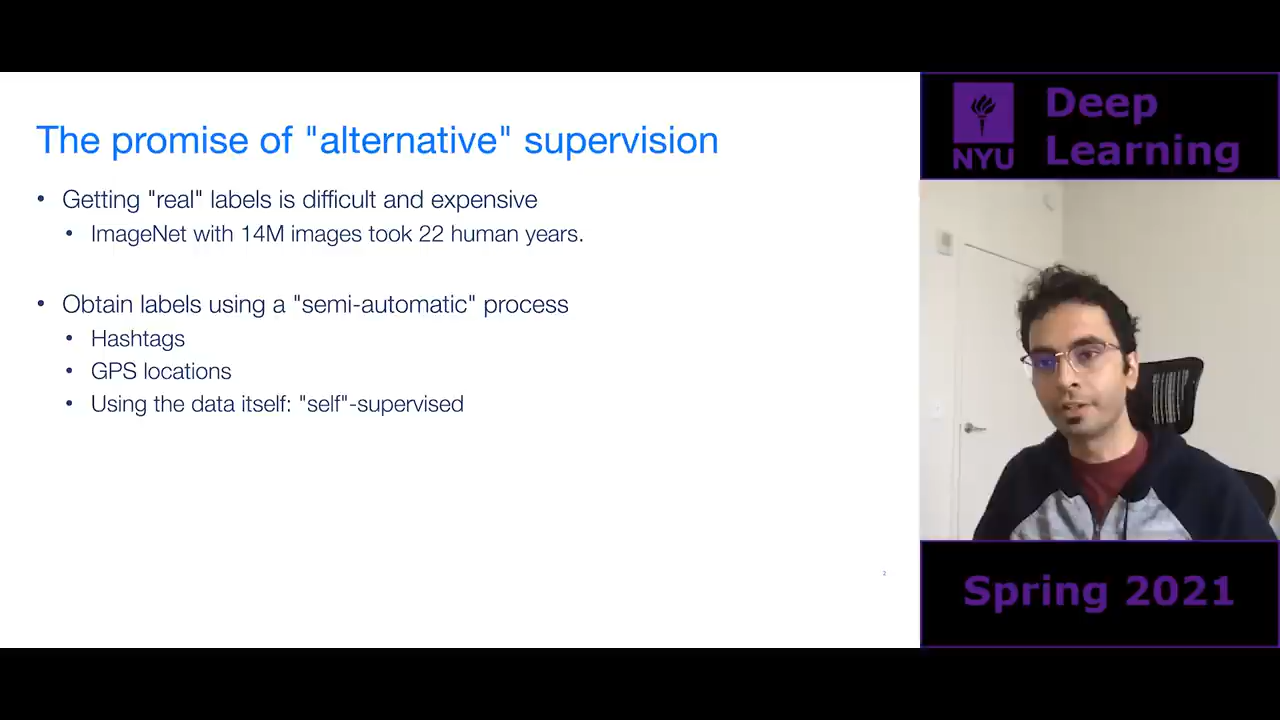 The promise of "alternative" supervision
• Getting "real" labels is difficult and expensive
• ImageNet with 14M images took 22 human years.
• Obtain labels using a "semi-automatic" process
• Hashtags
• GPS locations
• Using the data itself: "self"-supervised
2
NYU
Deep
Learning
Spring 2021